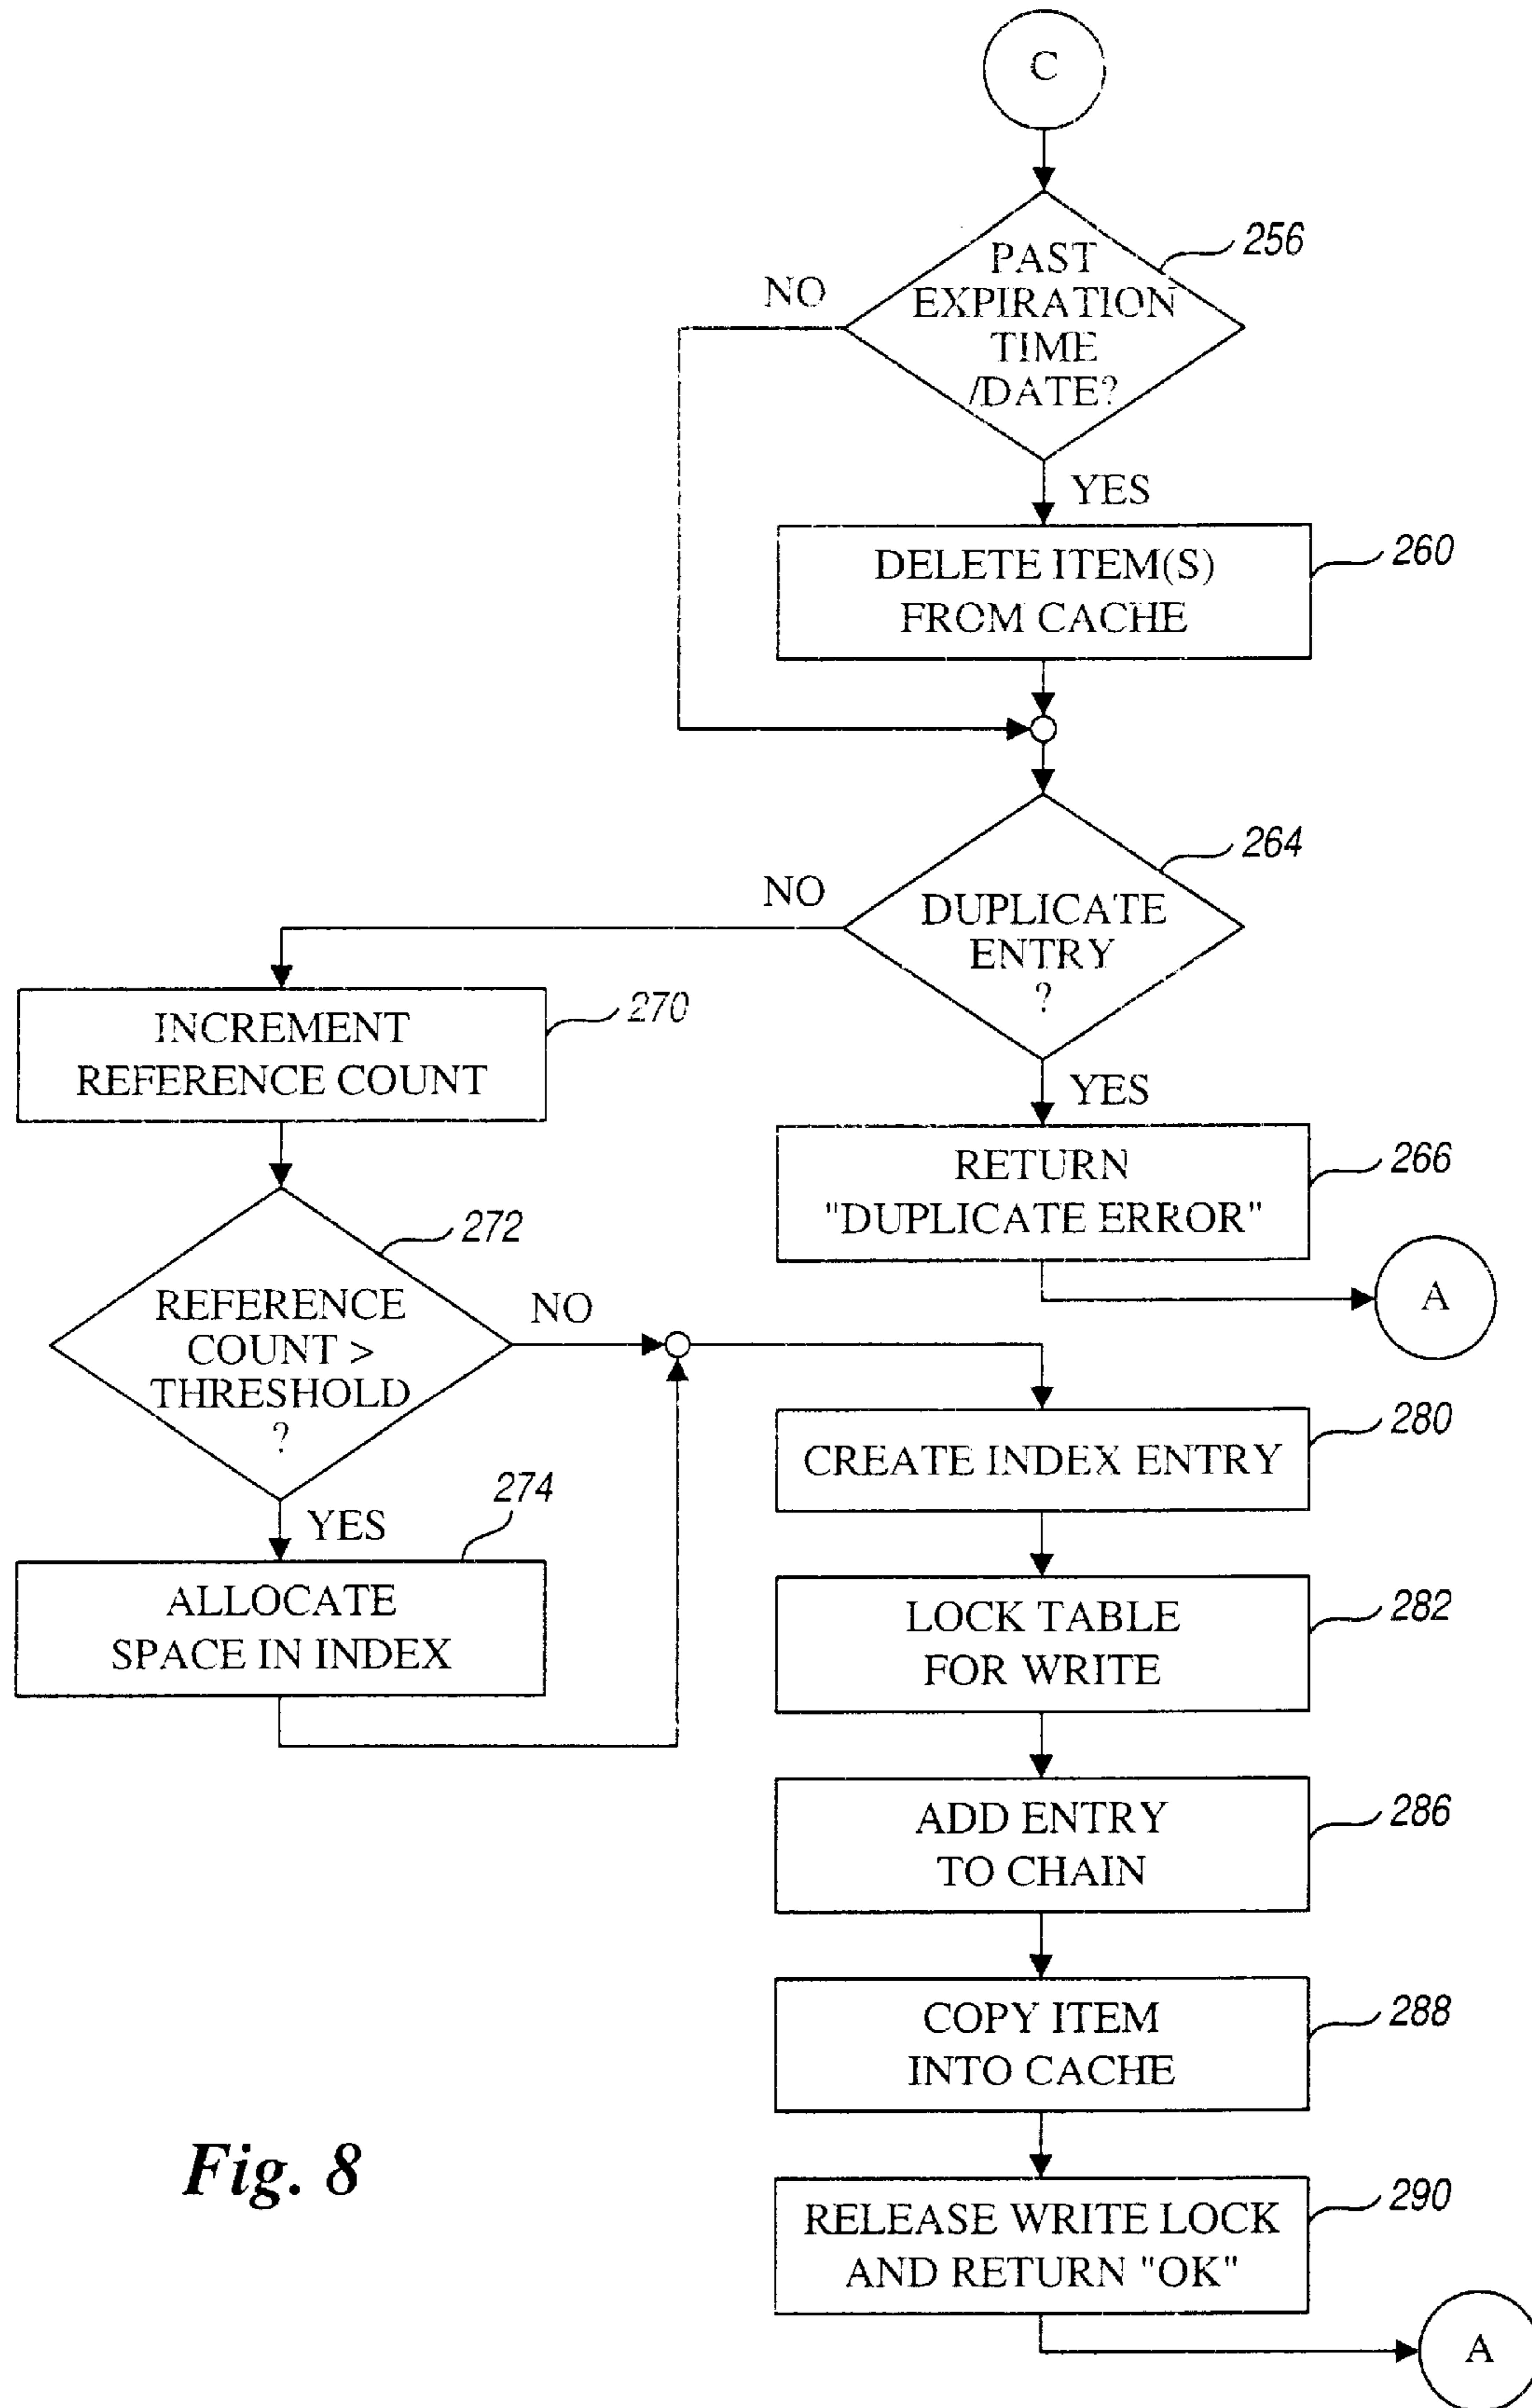 C
PAST
EXPIRATION
TIME
/DATE?
256
NO
YES
DELETE ITEM(S)
FROM CACHE
260
DUPLICATE
ENTRY
?
264
NO
YES
INCREMENT
REFERENCE COUNT
270
RETURN
"DUPLICATE ERROR"
266
A
REFERENCE
COUNT >
THRESHOLD
?
272
NO
YES
ALLOCATE
SPACE IN INDEX
274
CREATE INDEX ENTRY
280
LOCK TABLE
FOR WRITE
282
ADD ENTRY
TO CHAIN
286
COPY ITEM
INTO CACHE
288
RELEASE WRITE LOCK
AND RETURN "OK"
290
A
Fig. 8